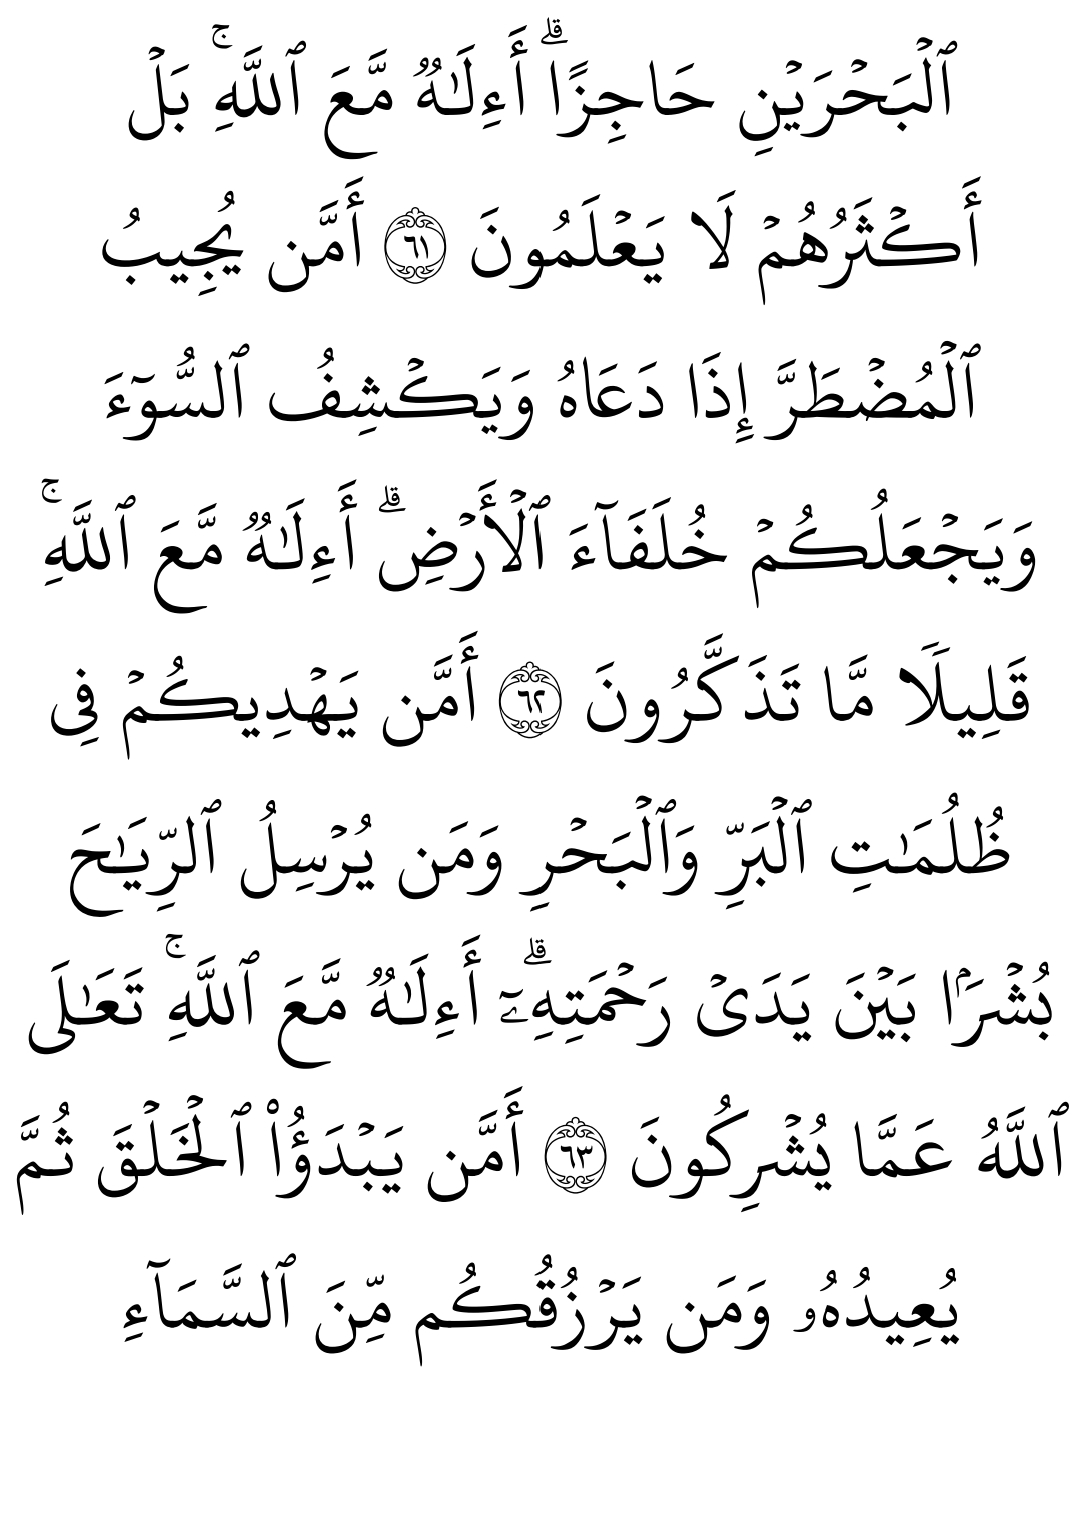 ٱلۡبَحۡرَيۡنِ حَاجِزًاۗ أَءِلَٰهٞ مَّعَ ٱللَّهِۚ بَلۡ
أَكۡثَرُهُمۡ لَا يَعۡلَمُونَ ٦١ أَمَّن يُجِيبُ
ٱلۡمُضۡطَرَّ إِذَا دَعَاهُ وَيَكۡشِفُ ٱلسُّوٓءَ
وَيَجۡعَلُكُمۡ خُلَفَآءَ ٱلۡأَرۡضِۗ أَءِلَٰهٞ مَّعَ ٱللَّهِۚ
قَلِيلٗا مَّا تَذَكَّرُونَ ٦٢ أَمَّن يَهۡدِيكُمۡ فِي
ظُلُمَٰتِ ٱلۡبَرِّ وَٱلۡبَحۡرِ وَمَن يُرۡسِلُ ٱلرِّيَٰحَ
بُشۡرَۢا بَيۡنَ يَدَيۡ رَحۡمَتِهِۦٓۗ أَءِلَٰهٞ مَّعَ ٱللَّهِۚ تَعَٰلَى
ٱللَّهُ عَمَّا يُشۡرِكُونَ ٦٣ أَمَّن يَبۡدَؤُاْ ٱلۡخَلۡقَ ثُمَّ
يُعِيدُهُۥ وَمَن يَرۡزُقُكُم مِّنَ ٱلسَّمَآءِ